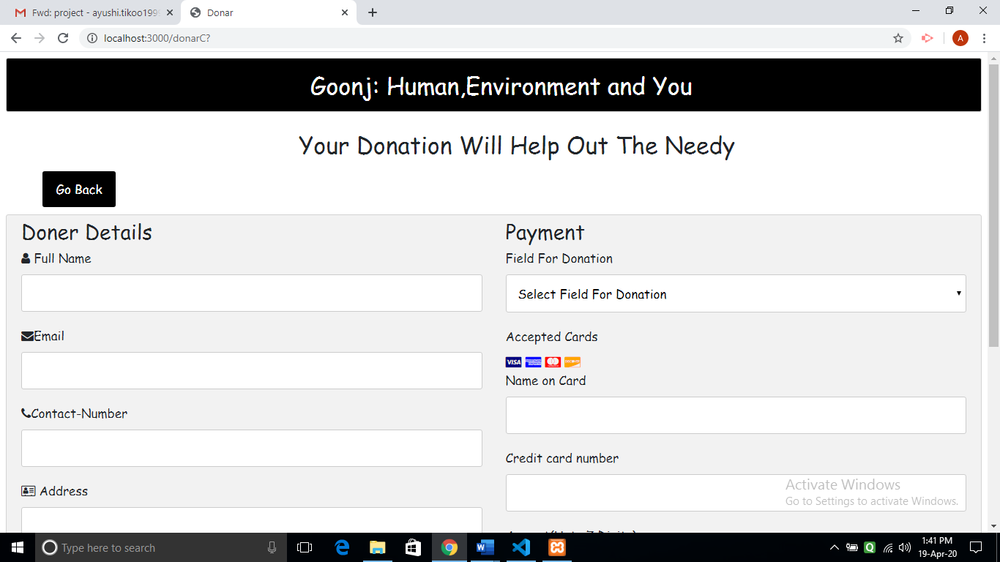 Fwd: project - ayushi.tikoo199
Donar
localhost:3000/donarC?
A
Goonj: Human,Environment and You
Your Donation Will Help Out The Needy
Go Back
Doner Details
Full Name
Email
Contact-Number
Address
Payment
Field For Donation
Select Field For Donation
Accepted Cards
VISA
DISCOVER
Name on Card
Credit card number
Activate Windows
Go to Settings to activate Windows.
Type here to search
1:41 PM
19-Apr-20